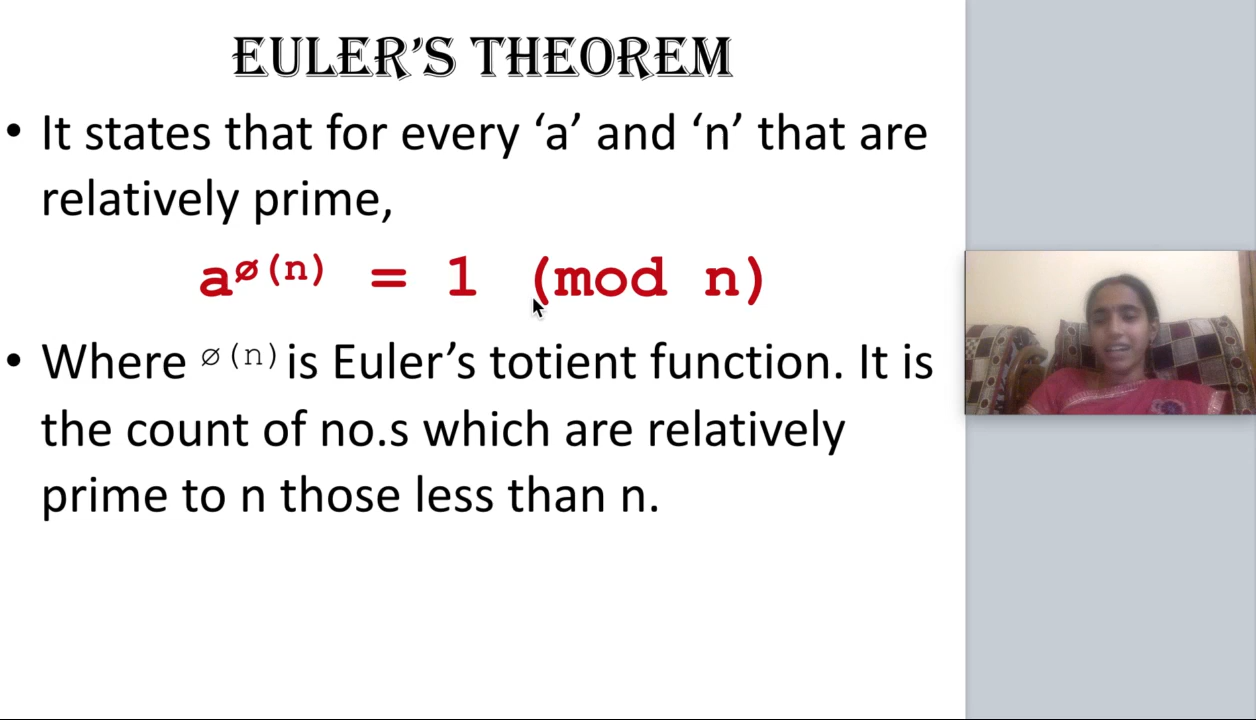 EULER'S THEOREM
• It states that for every ‘a’ and ‘n’ that are
relatively prime,
a^ø(n) = 1 (mod n)
• Where ø(n) is Euler’s totient function. It is
the count of no.s which are relatively
prime to n those less than n.